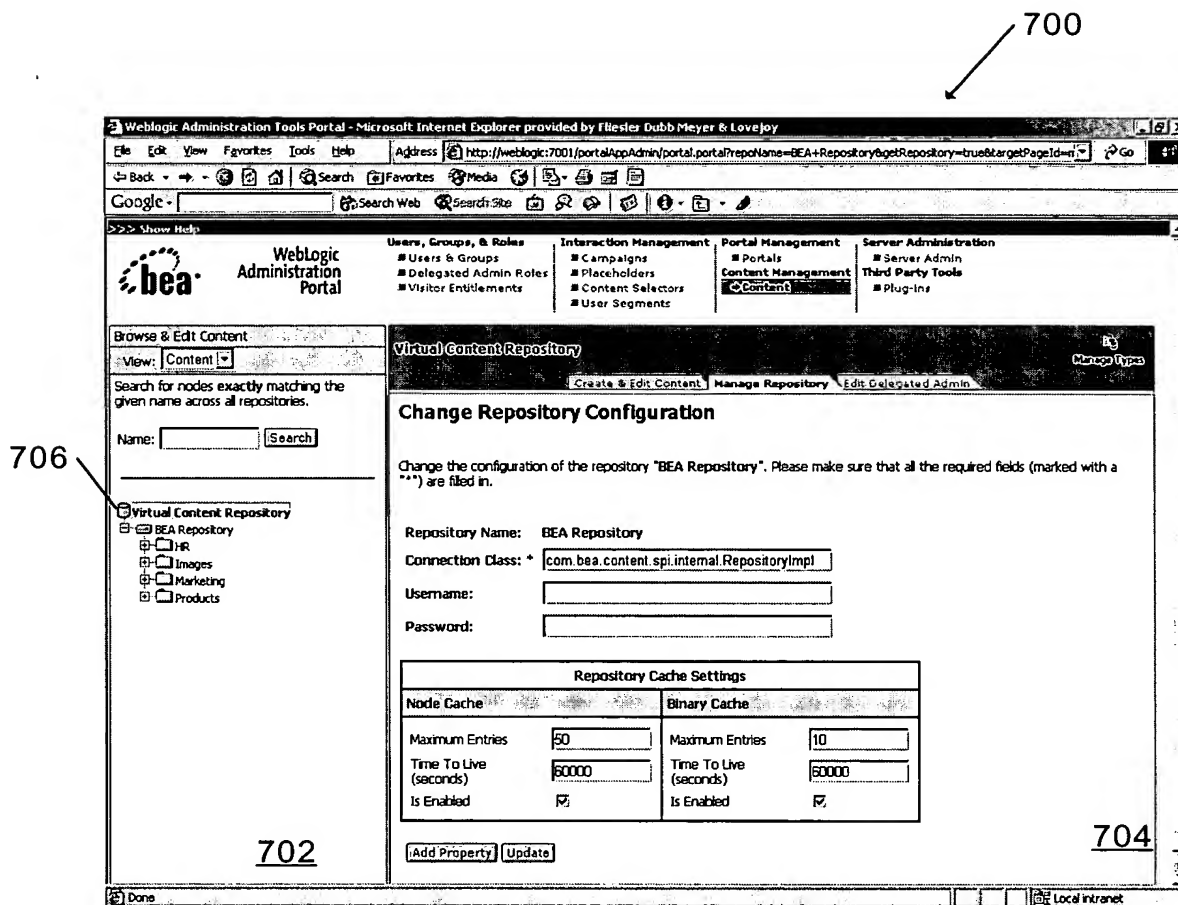 700
Weblogic Administration Tools Portal - Microsoft Internet Explorer provided by Fliesler Dubb Meyer & Lovejoy
File Edit View Favorites Tools Help Address http://weblogic:7001/portalAppAdmin/portal.portal?repoName=BEA+Repository&getRepository=true&targetPageId=n Go
Back Search Favorites Media
Google Search Web Search Site
>>> Show Help
bea WebLogic Administration Portal
Users, Groups, & Roles
Users & Groups
Delegated Admin Roles
Visitor Entitlements
Interaction Management
Campaigns
Placeholders
Content Selectors
User Segments
Portal Management
Portals
Content Management
Content
Server Administration
Server Admin
Third Party Tools
Plug-ins
Browse & Edit Content
View: Content
Search for nodes exactly matching the
given name across all repositories.
Name: Search
706
Virtual Content Repository
BEA Repository
HR
Images
Marketing
Products
702
Virtual Content Repository
Manage Types
Create & Edit Content Manage Repository Edit Delegated Admin
Change Repository Configuration
Change the configuration of the repository "BEA Repository". Please make sure that all the required fields (marked with a
"*") are filled in.
Repository Name: BEA Repository
Connection Class: * com.bea.content.spi.internal.RepositoryImpl
Username:
Password:
Repository Cache Settings
Node Cache Binary Cache
Maximum Entries 50 Maximum Entries 10
Time To Live (seconds) 60000 Time To Live (seconds) 60000
Is Enabled Is Enabled
Add Property Update
704
Done Local intranet